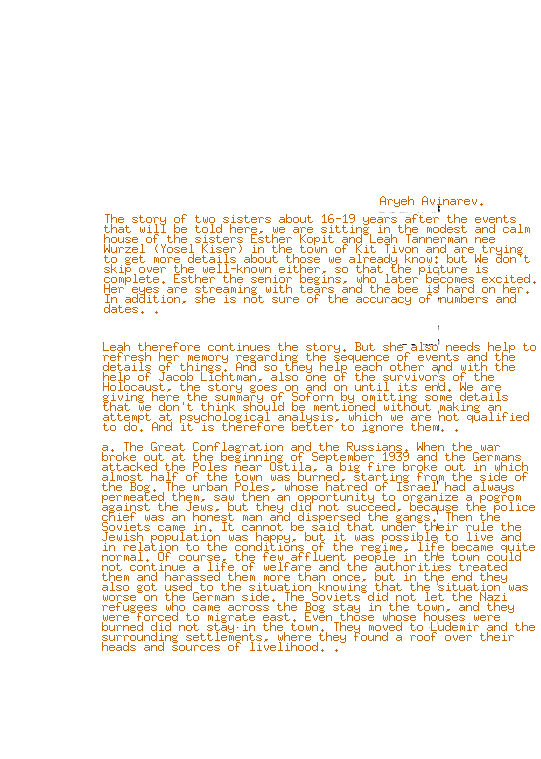 Aryeh Avinarev.
The story of two sisters about 16-19 years after the events
that will be told here, we are sitting in the modest and calm
house of the sisters Esther Kopit and Leah Tannerman nee
Wurzel (Yosel Kiser) in the town of Kit Tivon and are trying
to get more details about those we already know; but We don't
skip over the well-known either, so that the picture is
complete. Esther the senior begins, who later becomes excited.
Her eyes are streaming with tears and the bee is hard on her.
In addition, she is not sure of the accuracy of numbers and
dates. .
Leah therefore continues the story. But she also needs help to
refresh her memory regarding the sequence of events and the
details of things. And so they help each other and with the
help of Jacob Lichtman, also one of the survivors of the
Holocaust, the story goes on and on until its end. We are
giving here the summary of Soforn by omitting some details
that we don't think should be mentioned without making an
attempt at psychological analysis, which we are not qualified
to do. And it is therefore better to ignore them. .
a. The Great Conflagration and the Russians. When the war
broke out at the beginning of September 1939 and the Germans
attacked the Poles near Ostila, a big fire broke out in which
almost half of the town was burned, starting from the side of
the Bog. The urban Poles, whose hatred of Israel had always
permeated them, saw then an opportunity to organize a pogrom
against the Jews, but they did not succeed, because the police
chief was an honest man and dispersed the gangs. Then the
Soviets came in. It cannot be said that under their rule the
Jewish population was happy, but it was possible to live and
in relation to the conditions of the regime, life became quite
normal. Of course, the few affluent people in the town could
not continue a life of welfare and the authorities treated
them and harassed them more than once, but in the end they
also got used to the situation knowing that the situation was
worse on the German side. The Soviets did not let the Nazi
refugees who came across the Bog stay in the town, and they
were forced to migrate east. Even those whose houses were
burned did not stay in the town. They moved to Ludemir and the
surrounding settlements, where they found a roof over their
heads and sources of livelihood. .